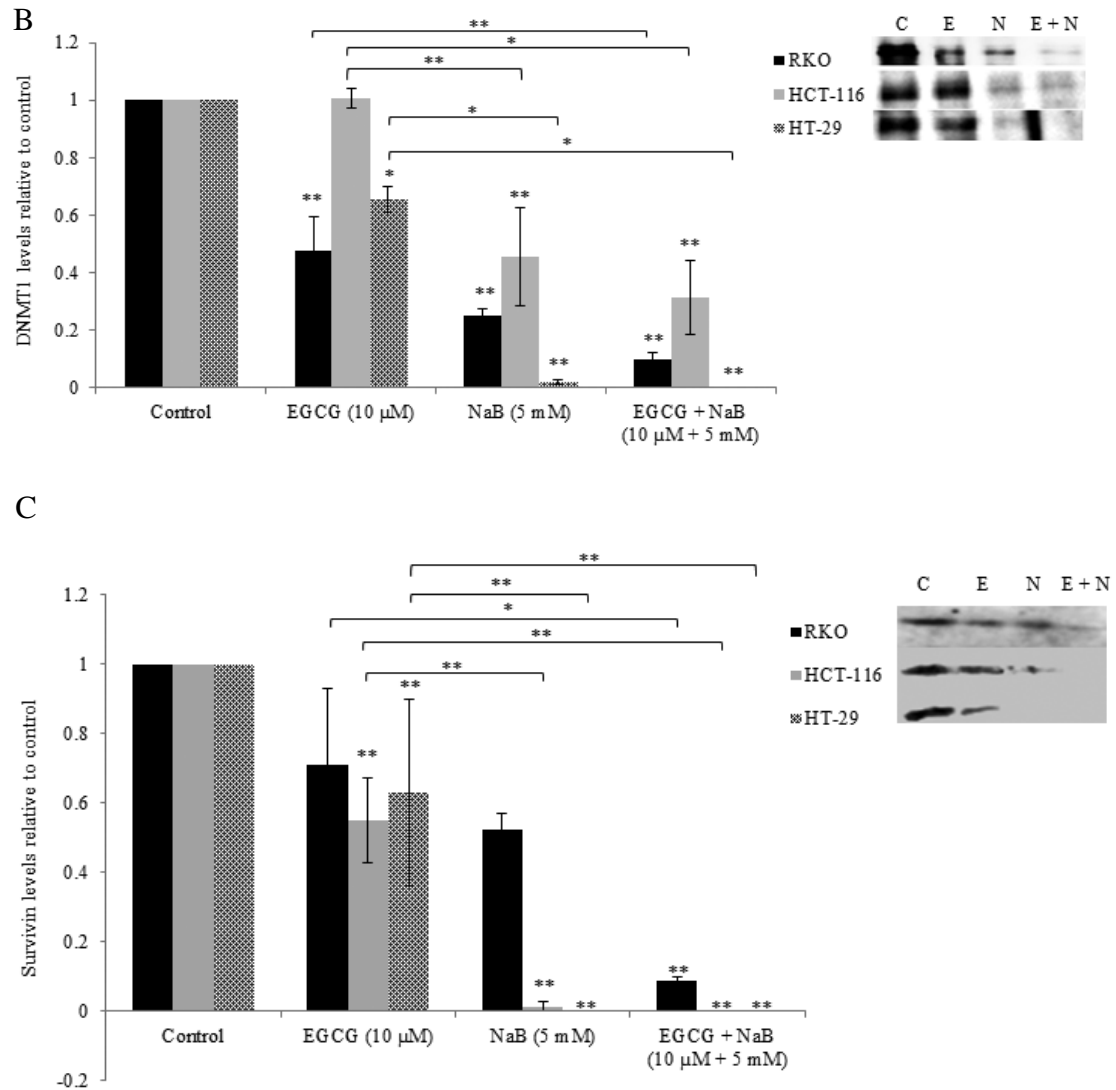 B
**
*
**
*
*
1.2
1
0.8
0.6
0.4
0.2
0
DNMT1 levels relative to control
**
*
**
**
**
**
**
**
Control
EGCG (10 µM)
NaB (5 mM)
EGCG + NaB
(10 µM + 5 mM)
C E N E + N
RKO
HCT-116
HT-29
C
**
**
*
**
**
1.2
1
0.8
0.6
0.4
0.2
0
-0.2
Survivin levels relative to control
**
**
**
**
**
**
**
Control
EGCG (10 µM)
NaB (5 mM)
EGCG + NaB
(10 µM + 5 mM)
C E N E + N
RKO
HCT-116
HT-29